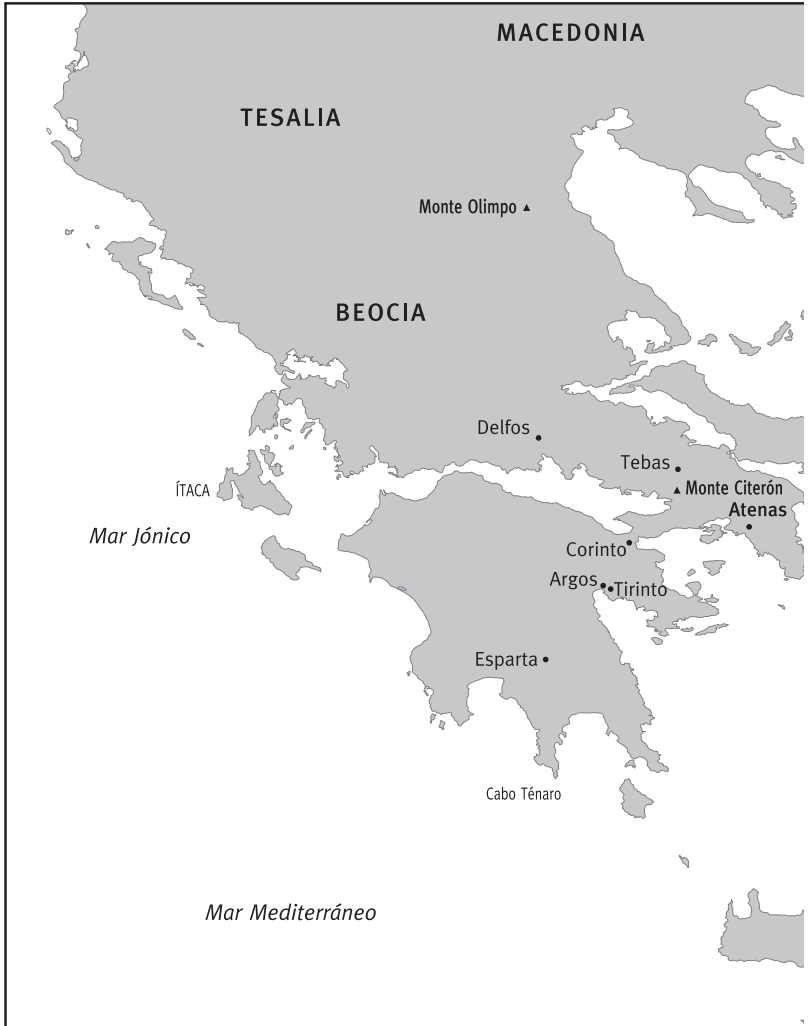 MACEDONIA
TESALIA
Monte Olimpo
BEOCIA
Delfos
Tebas
Monte Citerón
ÍTACA
Atenas
Mar Jónico
Corinto
Argos
Tirinto
Esparta
Cabo Ténaro
Mar Mediterráneo